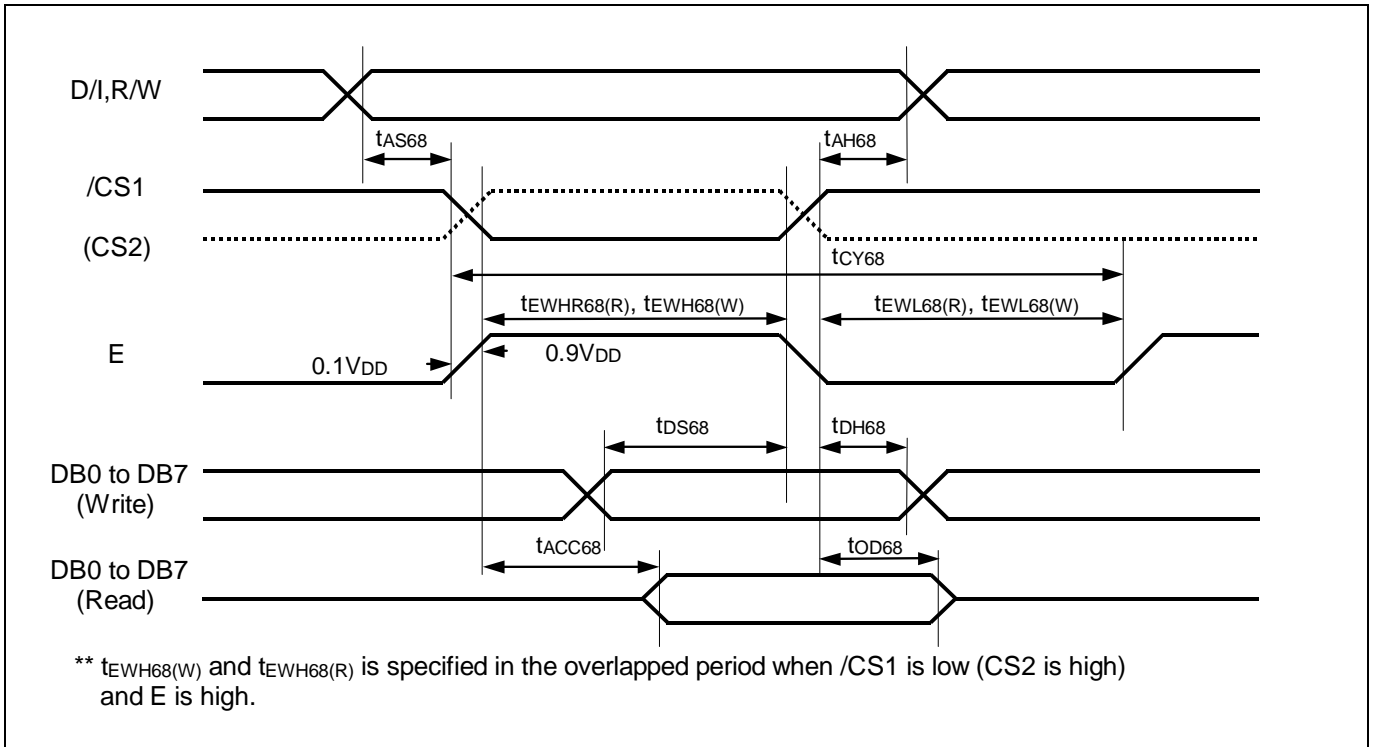 D/I,R/W
tAS68
tAH68
/CS1
(CS2)
tCY68
tEWHR68(R), tEWH68(W)
tEWL68(R), tEWL68(W)
E
0.1VDD
0.9VDD
tDS68
tDH68
DB0 to DB7
(Write)
tACC68
tOD68
DB0 to DB7
(Read)
** tEWH68(W) and tEWH68(R) is specified in the overlapped period when /CS1 is low (CS2 is high)
and E is high.